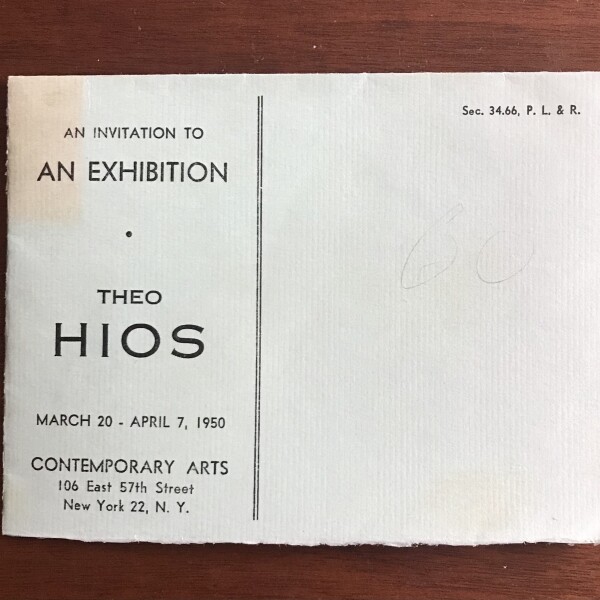 AN INVITATION TO
AN EXHIBITION
•
THEO
HIOS
MARCH 20 - APRIL 7, 1950
CONTEMPORARY ARTS
106 East 57th Street
New York 22, N. Y.
Sec. 34.66, P. L. & R.
60